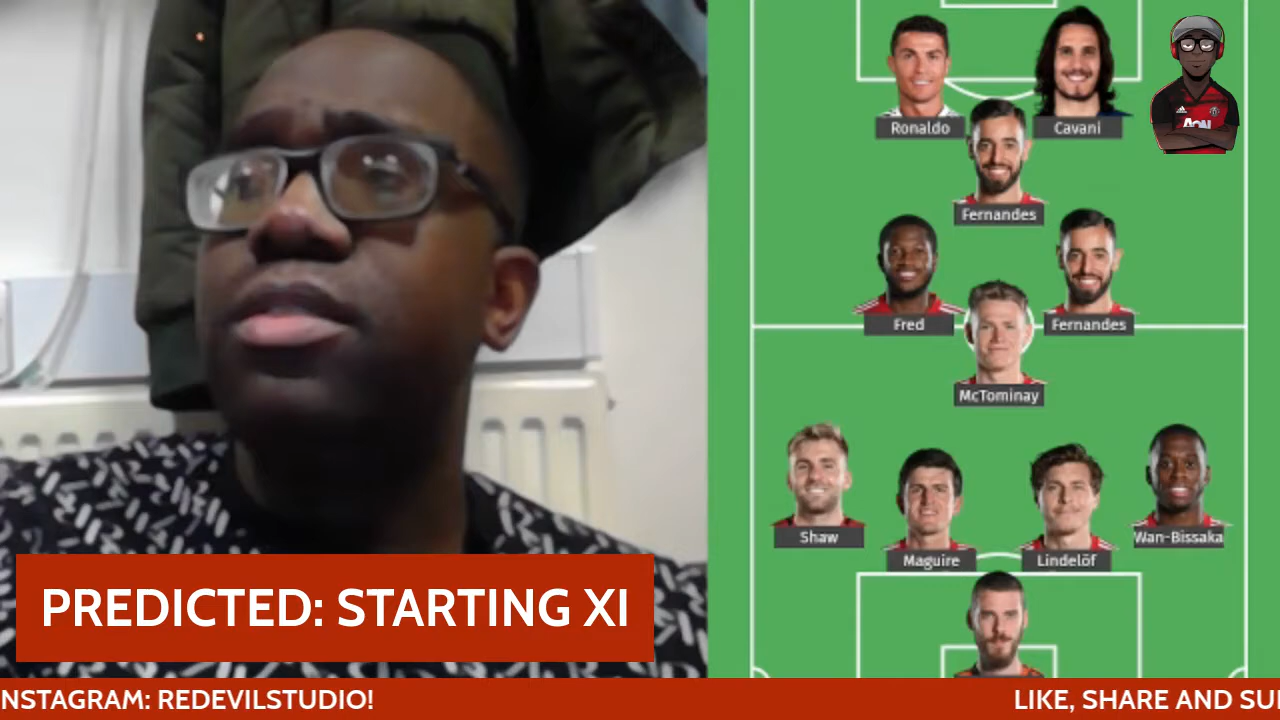 Ronaldo
Cavani
Fernandes
Fred
Fernandes
McTominay
Shaw
Wan-Bissaka
Maguire
Lindelöf
AON
PREDICTED: STARTING XI
NSTAGRAM: REDEVILSTUDIO!
LIKE, SHARE AND SU